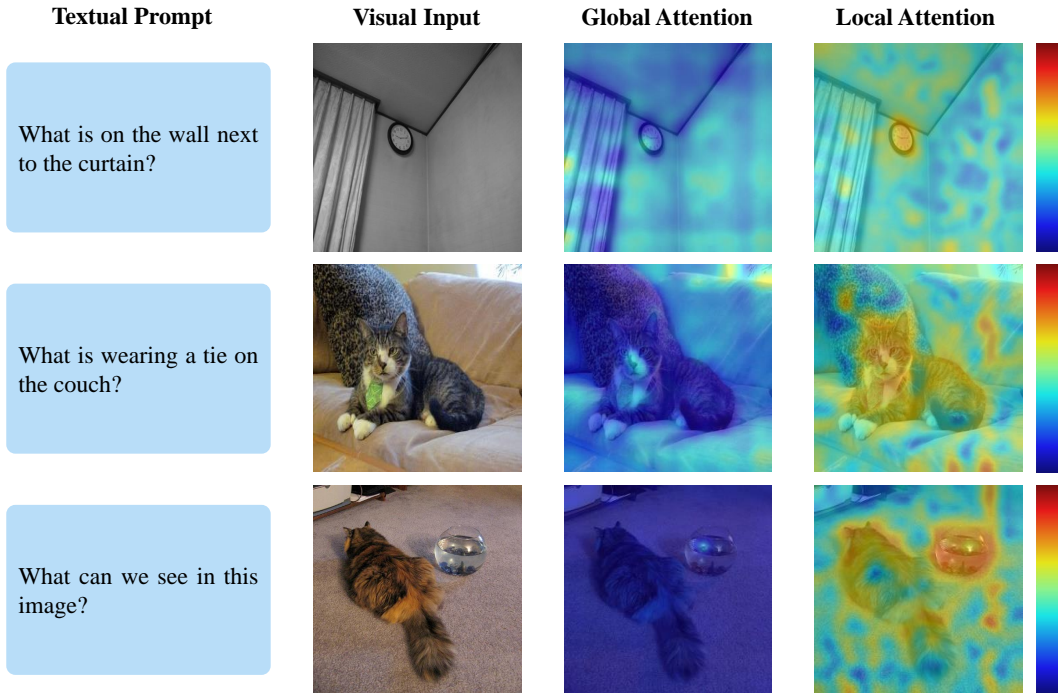 Textual Prompt Visual Input Global Attention Local Attention
What is on the wall next
to the curtain?
What is wearing a tie on
the couch?
What can we see in this
image?